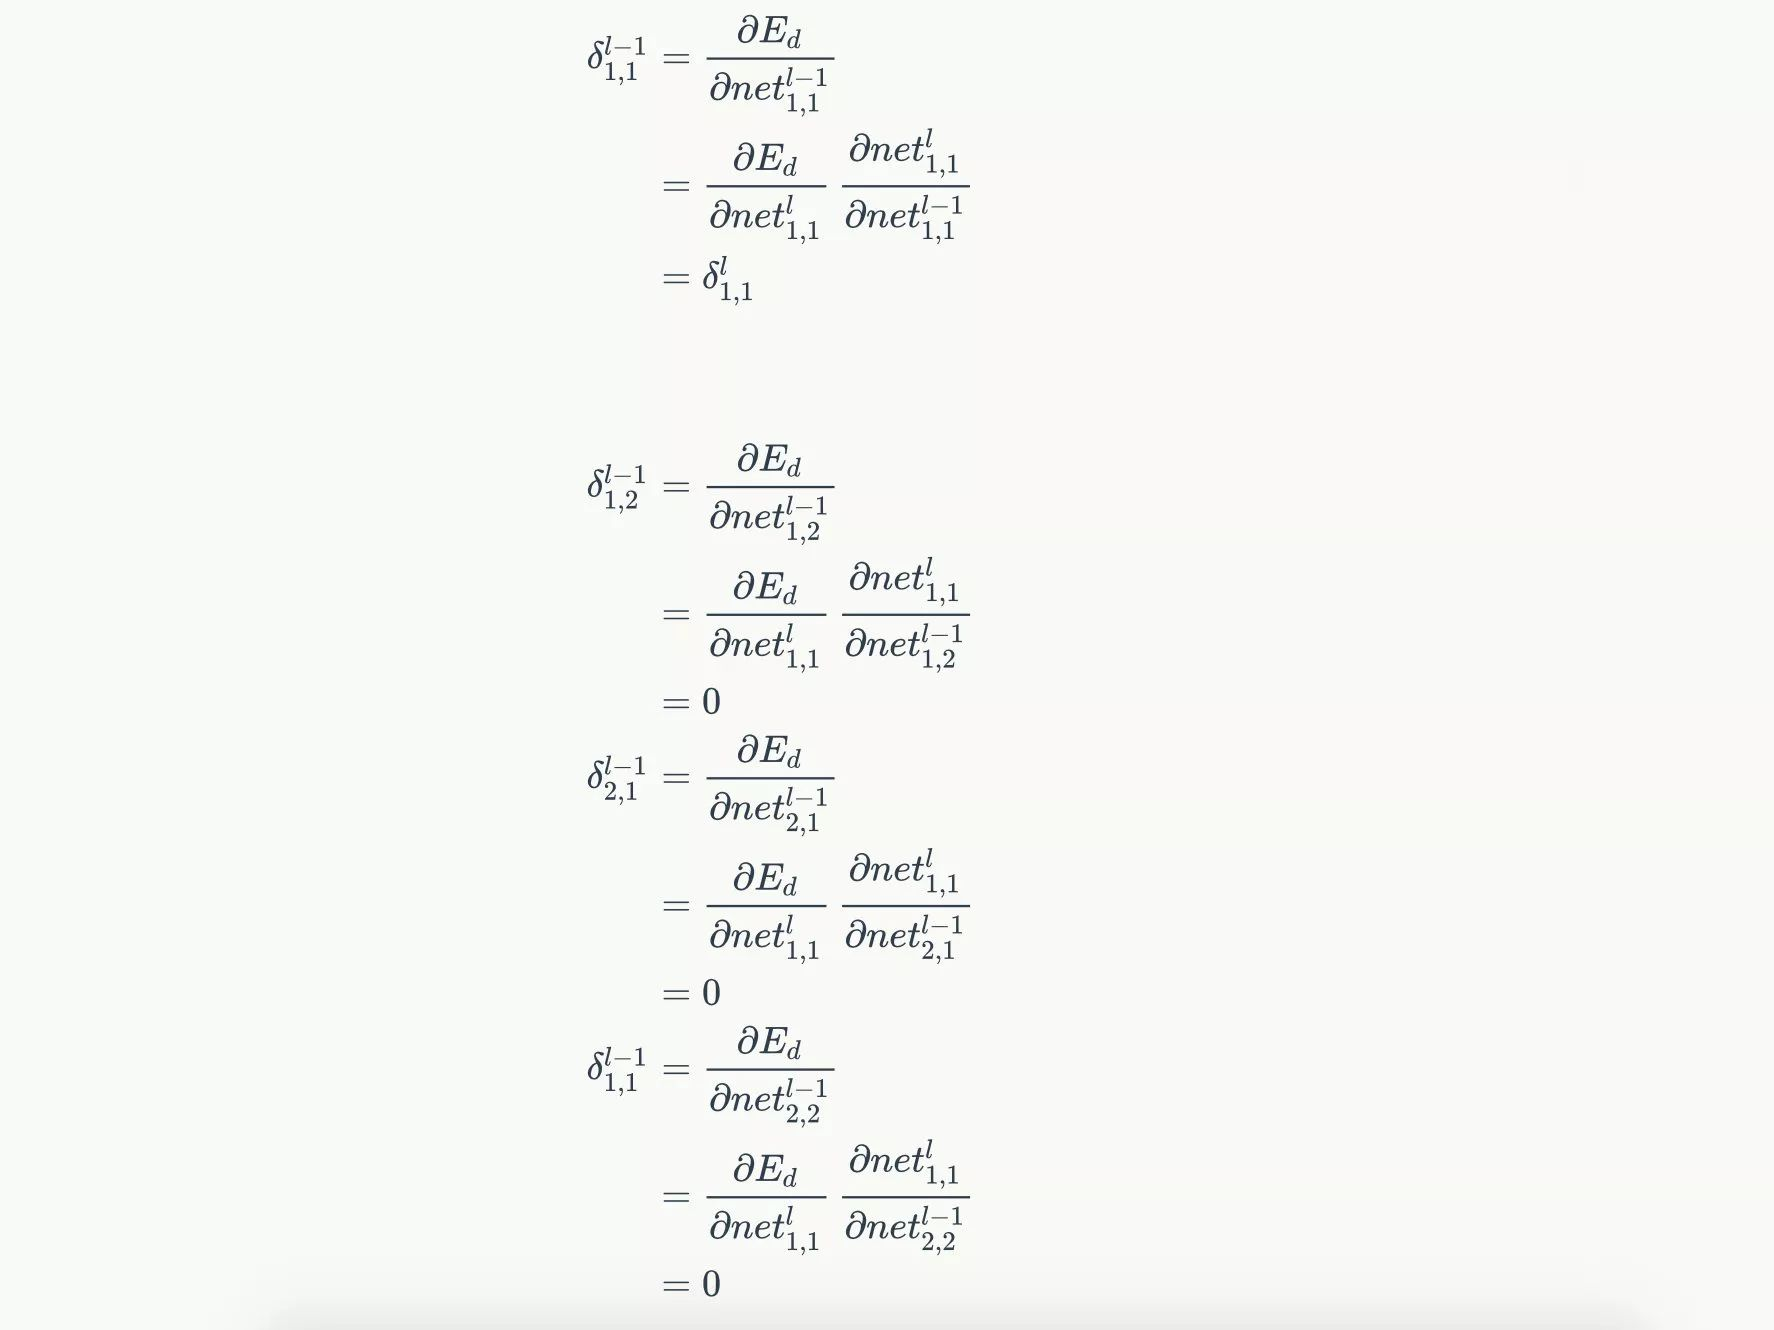 δ^{l-1}_{1,1} = ∂E_d / ∂net^{l-1}_{1,1}
= ∂E_d / ∂net^{l}_{1,1} ∂net^{l}_{1,1} / ∂net^{l-1}_{1,1}
= δ^{l}_{1,1}
δ^{l-1}_{1,2} = ∂E_d / ∂net^{l-1}_{1,2}
= ∂E_d / ∂net^{l}_{1,1} ∂net^{l}_{1,1} / ∂net^{l-1}_{1,2}
= 0
δ^{l-1}_{2,1} = ∂E_d / ∂net^{l-1}_{2,1}
= ∂E_d / ∂net^{l}_{1,1} ∂net^{l}_{1,1} / ∂net^{l-1}_{2,1}
= 0
δ^{l-1}_{1,1} = ∂E_d / ∂net^{l-1}_{2,2}
= ∂E_d / ∂net^{l}_{1,1} ∂net^{l}_{1,1} / ∂net^{l-1}_{2,2}
= 0